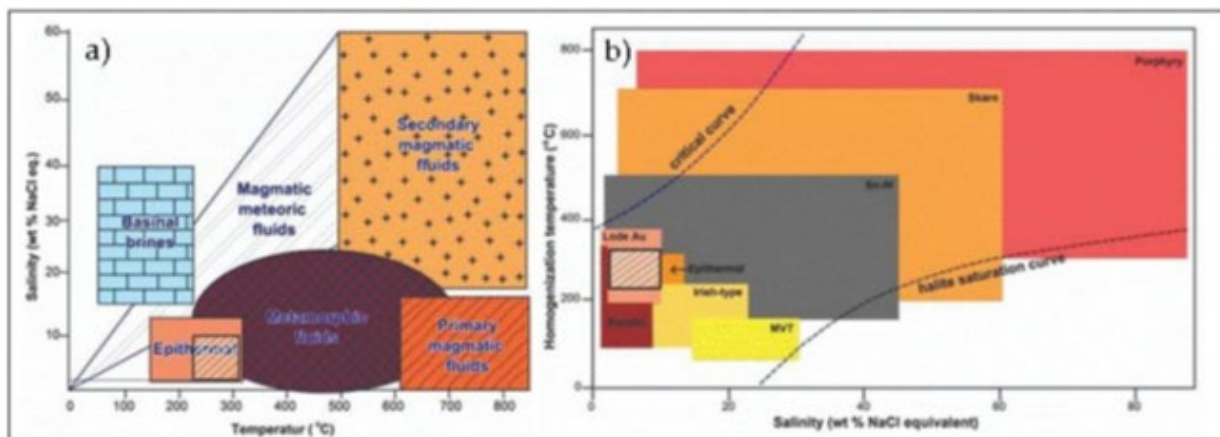 a)
60
50
40
30
20
10
0
100
200
300
400
500
600
700
800
Salinity (wt % NaCl eq.)
Temperatur (°C)
Basinal
brines
Magmatic
meteoric
fluids
Secondary
magmatic
ffuids
Epithermal
Metamorphic
fluids
Primary
magmatic
fluids
b)
800
600
400
200
0
0
20
40
60
80
Homogenization temperature (°C)
Salinity (wt % NaCl equivalent)
Porphyry
Skarn
critical curve
Sn-W
Lode Au
Epithermal
Irish-type
MVT
halite saturation curve